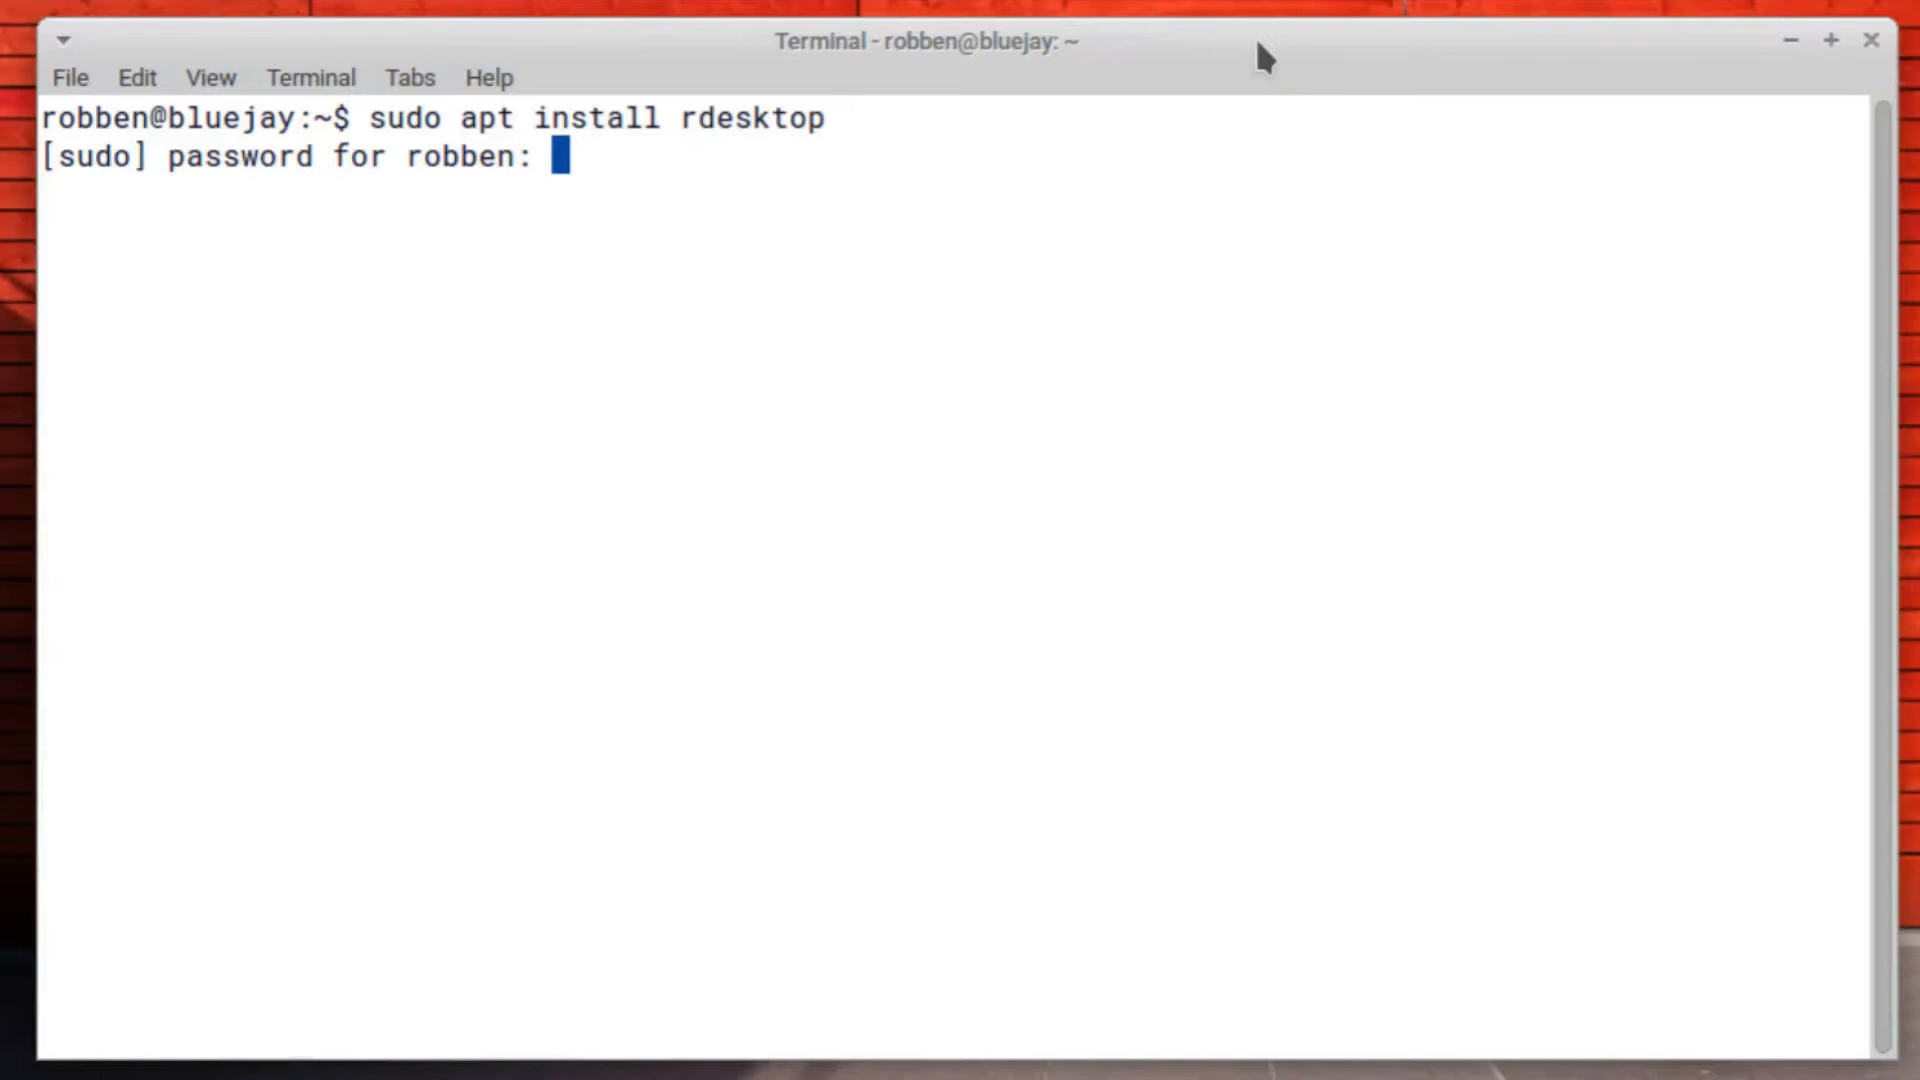 Terminal - robben@bluejay: ~
File Edit View Terminal Tabs Help
robben@bluejay:~$ sudo apt install rdesktop
[sudo] password for robben: